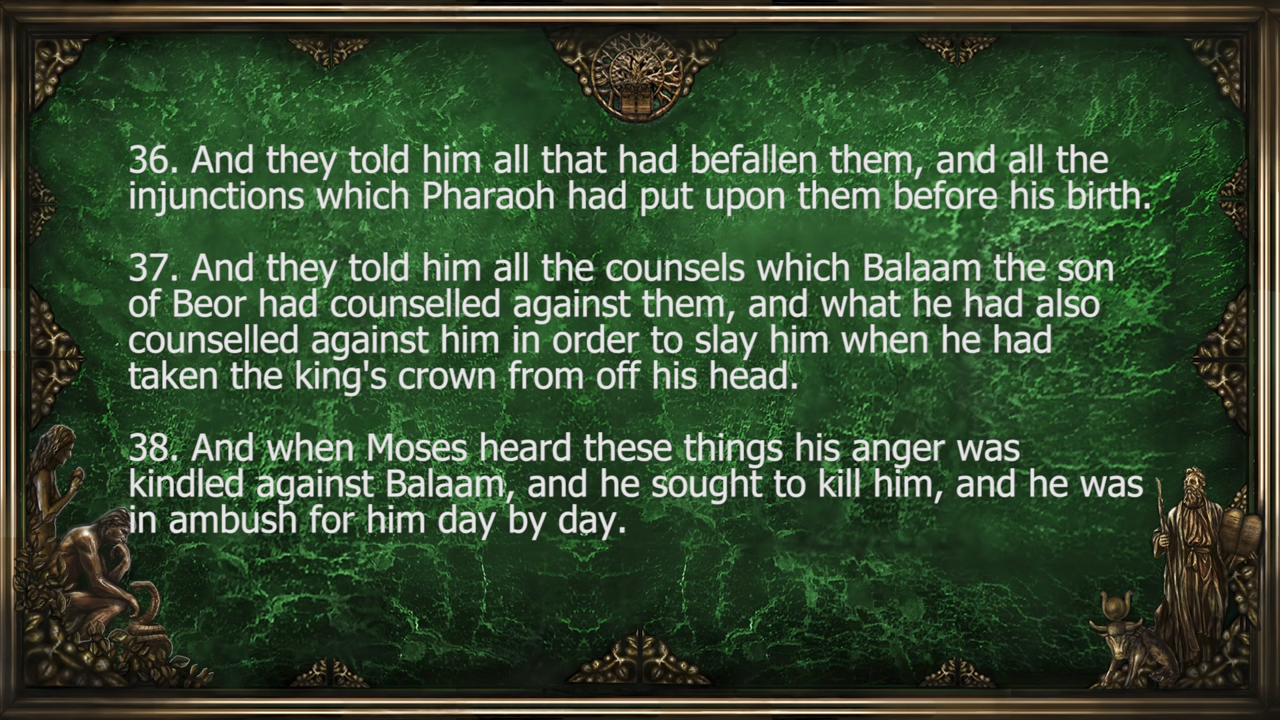 36. And they told him all that had befallen them, and all the
injunctions which Pharaoh had put upon them before his birth.
37. And they told him all the counsels which Balaam the son
of Beor had counselled against them, and what he had also
counselled against him in order to slay him when he had
taken the king's crown from off his head.
38. And when Moses heard these things his anger was
kindled against Balaam, and he sought to kill him, and he was
in ambush for him day by day.